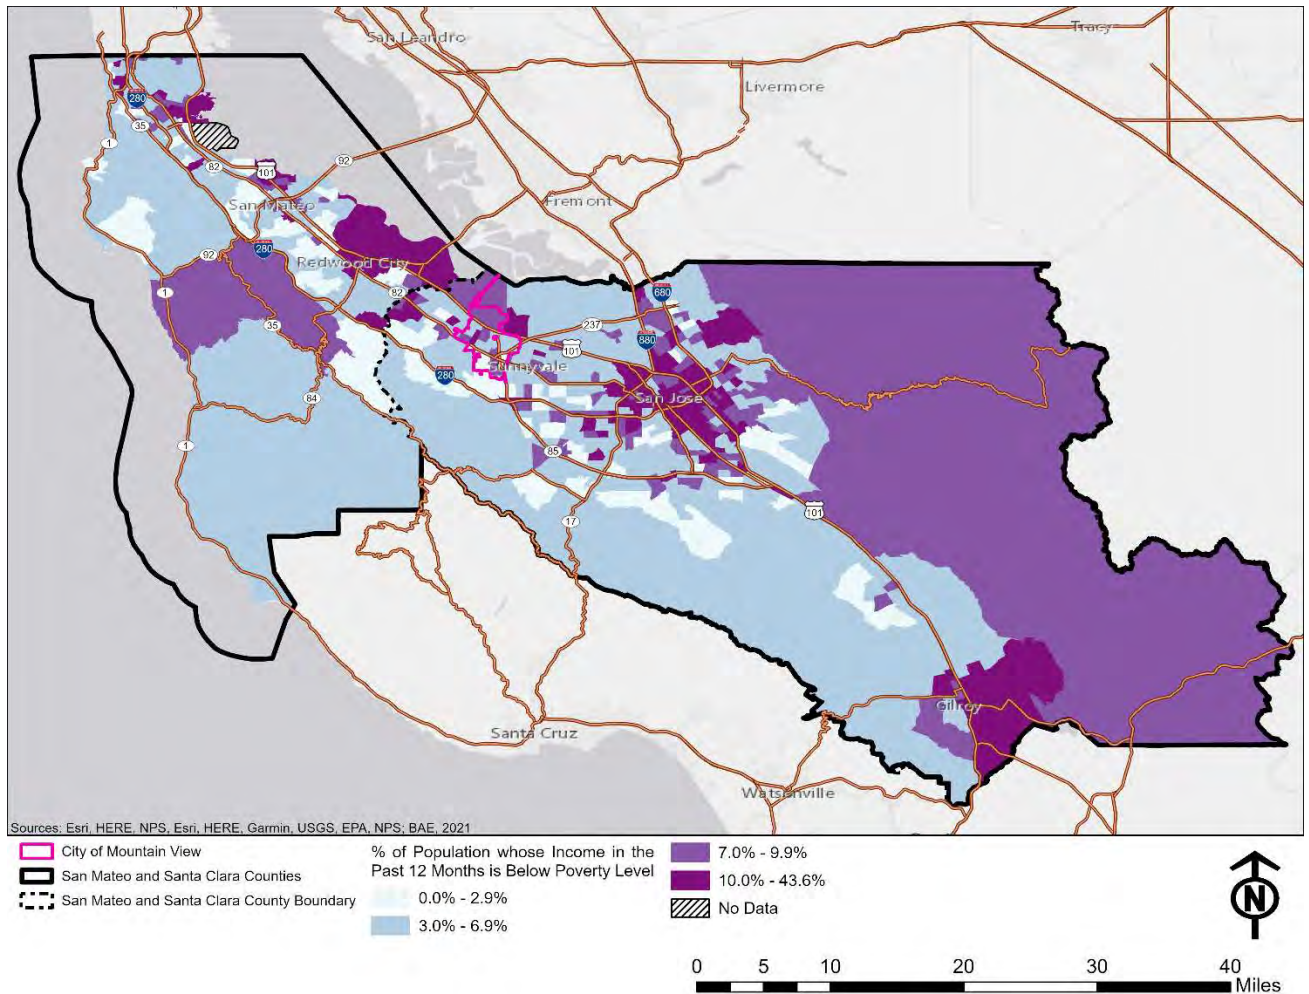 San Leandro
Tracy
Livermore
280
35
1
82
101
92
San Mateo
Fremont
92
280
Redwood City
1
82
680
35
237
880
101
280
Sunnyvale
84
San Jose
1
85
101
17
Gilroy
Santa Cruz
Watsonville
Sources: Esri, HERE, NPS, Esri, HERE, Garmin, USGS, EPA, NPS; BAE, 2021
City of Mountain View
San Mateo and Santa Clara Counties
San Mateo and Santa Clara County Boundary
% of Population whose Income in the
Past 12 Months is Below Poverty Level
0.0% - 2.9%
3.0% - 6.9%
7.0% - 9.9%
10.0% - 43.6%
No Data
N
0 5 10 20 30 40
Miles